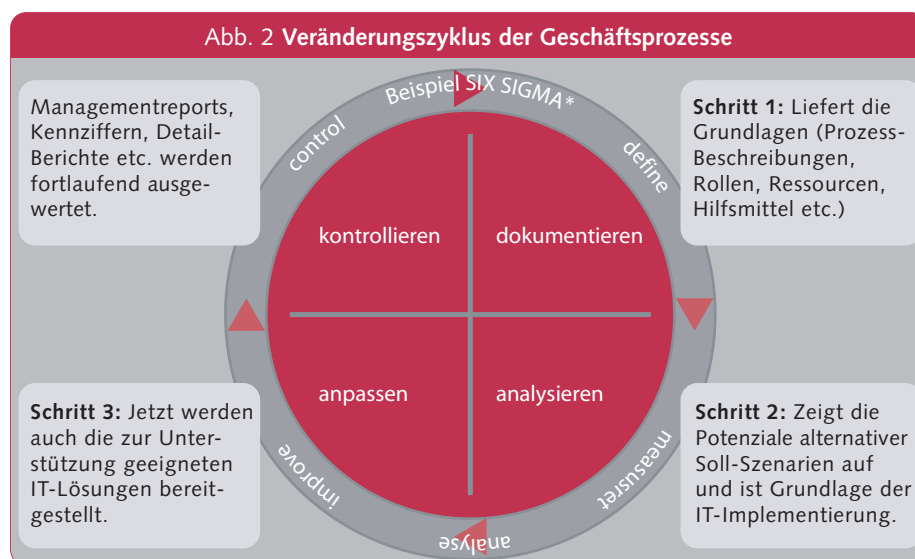 Abb. 2 Veränderungszyklus der Geschäftsprozesse
Managementreports,
Kennziffern, Detail-
Berichte etc. werden
fortlaufend ausge-
wertet.
control
Beispiel SIX SIGMA*
define
Schritt 1: Liefert die
Grundlagen (Prozess-
Beschreibungen,
Rollen, Ressourcen,
Hilfsmittel etc.)
kontrollieren
dokumentieren
anpassen
analysieren
Schritt 3: Jetzt werden
auch die zur Unter-
stützung geeigneten
IT-Lösungen bereit-
gestellt.
improve
analyse
measusret
Schritt 2: Zeigt die
Potenziale alternativer
Soll-Szenarien auf
und ist Grundlage der
IT-Implementierung.